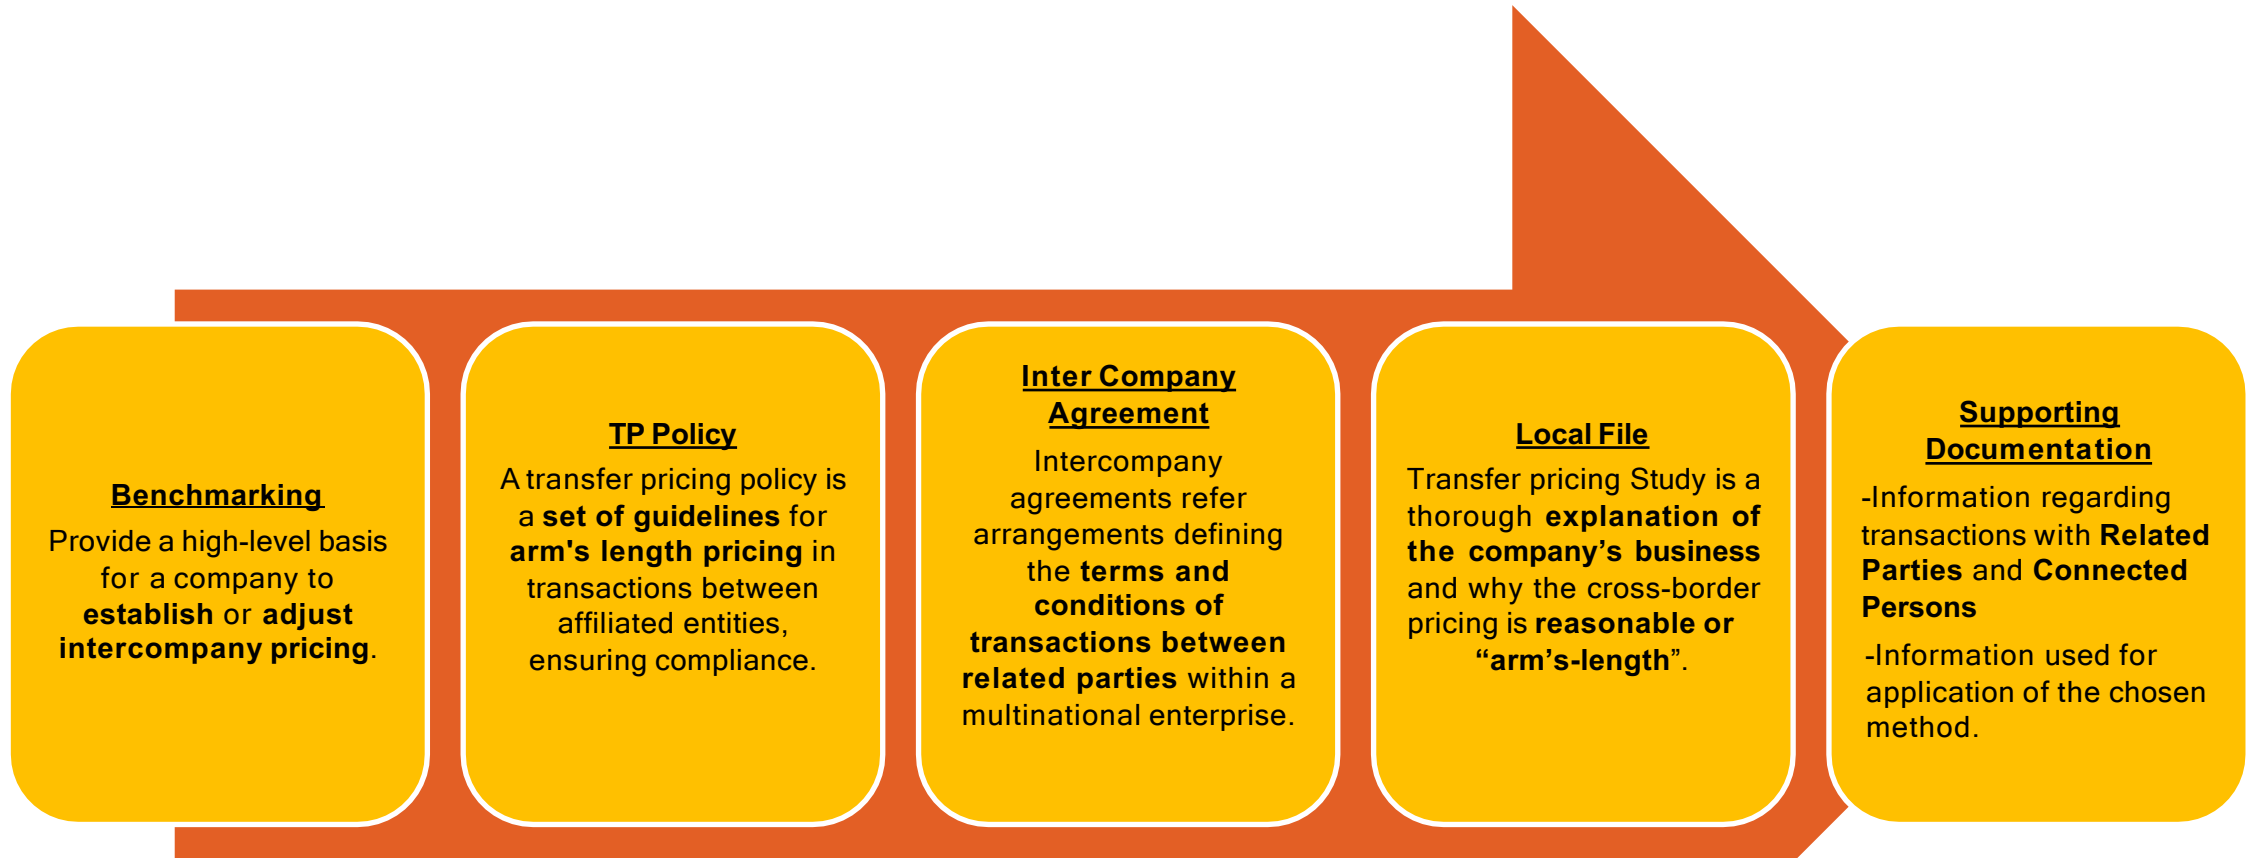 Benchmarking
Provide a high-level basis
for a company to
establish or adjust
intercompany pricing.
TP Policy
A transfer pricing policy is
a set of guidelines for
arm's length pricing in
transactions between
affiliated entities,
ensuring compliance.
Inter Company
Agreement
Intercompany
agreements refer
arrangements defining
the terms and
conditions of
transactions between
related parties within a
multinational enterprise.
Local File
Transfer pricing Study is a
thorough explanation of
the company’s business
and why the cross-border
pricing is reasonable or
“arm’s-length”.
Supporting
Documentation
-Information regarding
transactions with Related
Parties and Connected
Persons
-Information used for
application of the chosen
method.